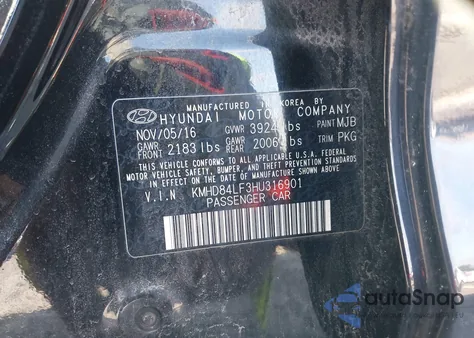 MANUFACTURED IN KOREA BY
HYUNDAI MOTOR COMPANY
NOV/05/16 GVWR 3924 lbs PAINT MJB
GAWR FRONT 2183 lbs GAWR REAR 2006 lbs TRIM PKG
THIS VEHICLE CONFORMS TO ALL APPLICABLE U.S. FEDERAL
MOTOR VEHICLE SAFETY, BUMPER, AND THEFT PREVENTION
STANDARDS IN EFFECT ON THE DATE OF MANUFACTURE SHOWN ABOVE.
V.I.N KMHD84LF3HU316901
PASSENGER CAR
autoSnap